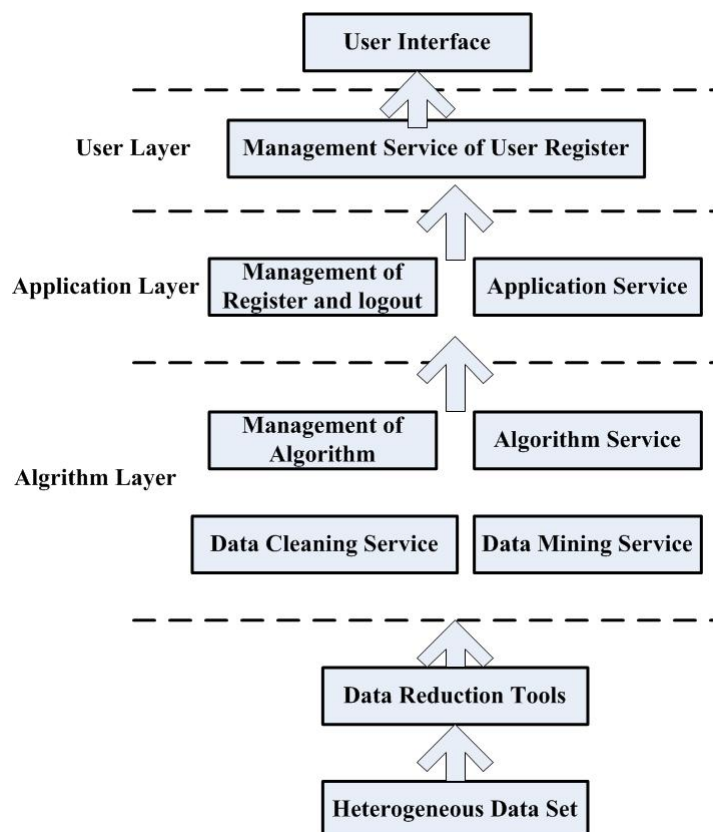 User Interface
User Layer
Management Service of User Register
Application Layer
Management of
Register and logout
Application Service
Management of
Algorithm
Algorithm Service
Algrithm Layer
Data Cleaning Service
Data Mining Service
Data Reduction Tools
Heterogeneous Data Set